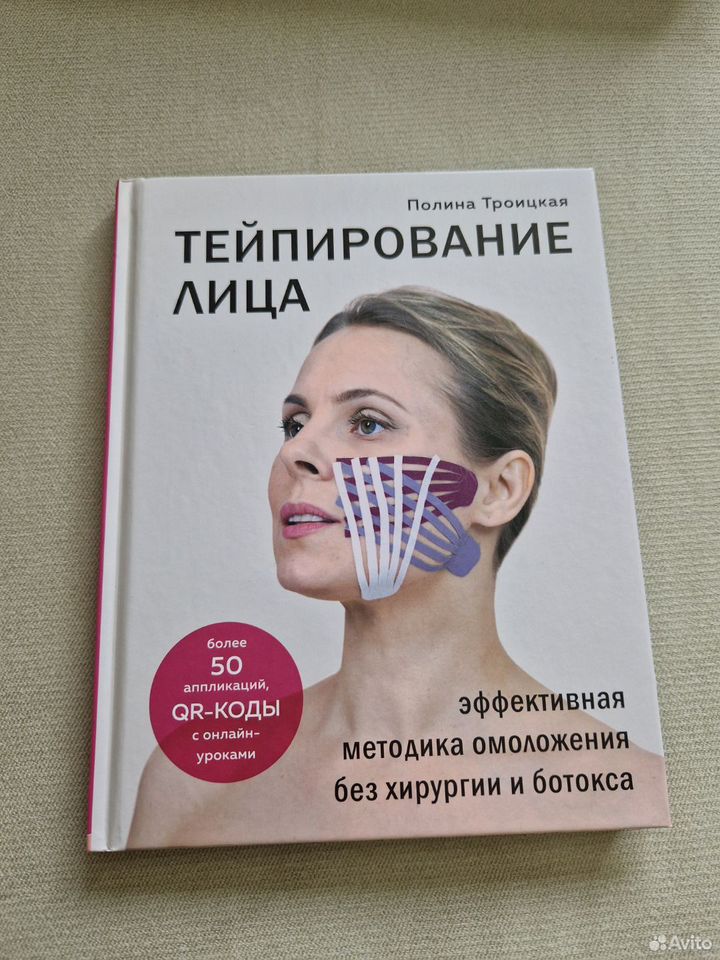 Полина Троицкая
ТЕЙПИРОВАНИЕ
ЛИЦА
более
50
аппликаций,
QR-КОДЫ
с онлайн-
уроками
эффективная
методика омоложения
без хирургии и ботокса
Avito